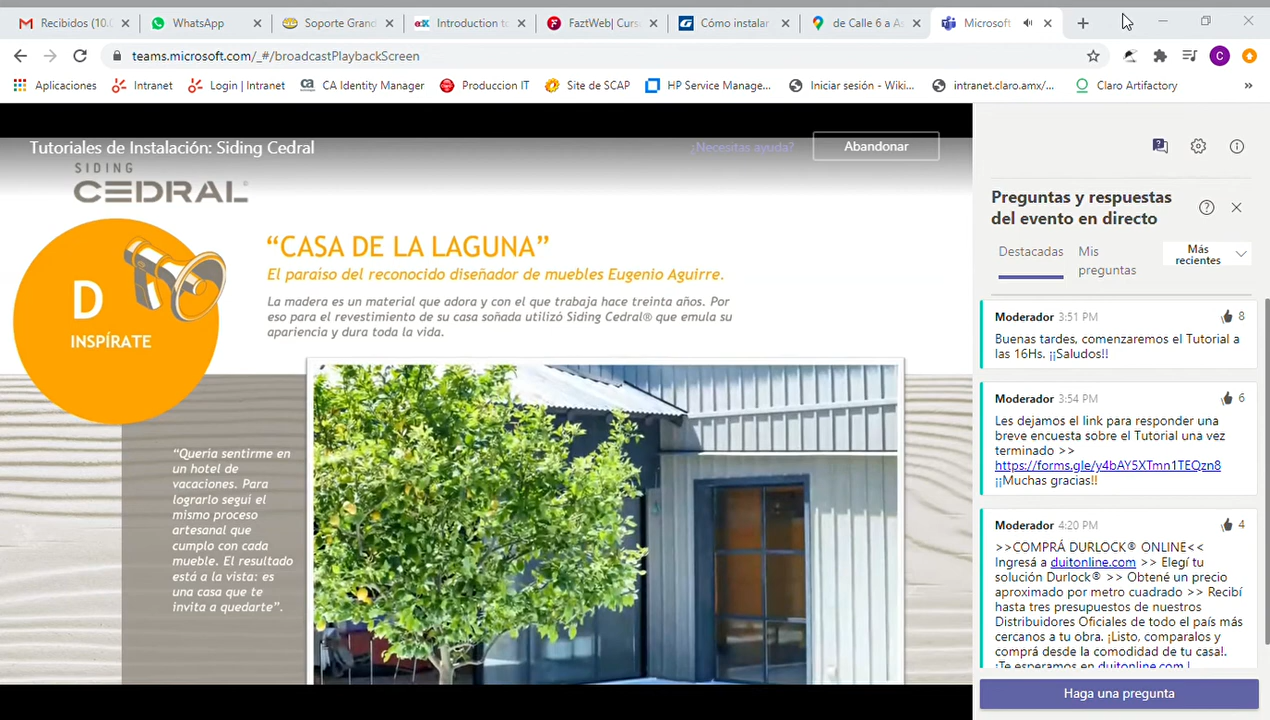 Recibidos (10.
WhatsApp
Soporte Gran
Introduction t
FaztWeb| Curs
Cómo instalar
de Calle 6 a A
Microsoft
teams.microsoft.com/_#/broadcastPlaybackScreen
Aplicaciones
Intranet
Login | Intranet
CA Identity Manager
Produccion IT
Site de SCAP
HP Service Manage...
Iniciar sesión - Wiki...
intranet.claro.amx/...
Claro Artifactory
»
Tutoriales de Instalación: Siding Cedral
¿Necesitas ayuda?
Abandonar
SIDING
CEDRAL
D
INSPÍRATE
“CASA DE LA LAGUNA”
El paraíso del reconocido diseñador de muebles Eugenio Aguirre.
La madera es un material que adora y con el que trabaja hace treinta años. Por
eso para el revestimiento de su casa soñada utilizó Siding Cedral® que emula su
apariencia y dura toda la vida.
“Quería sentirme en
un hotel de
vacaciones. Para
lograrlo seguí el
mismo proceso
artesanal que
cumplo con cada
mueble. El resultado
está a la vista: es
una casa que te
invita a quedarte”.
Preguntas y respuestas
del evento en directo
Destacadas
Mis
preguntas
Más
recientes
Moderador 3:51 PM 8
Buenas tardes, comenzaremos el Tutorial a
las 16Hs. ¡¡Saludos!!
Moderador 3:54 PM 6
Les dejamos el link para responder una
breve encuesta sobre el Tutorial una vez
terminado >>
https://forms.gle/y4bAY5XTmn1TEQzn8
¡¡Muchas gracias!!
Moderador 4:20 PM 4
>>COMPRÁ DURLOCK® ONLINE<<
Ingresá a duitonline.com >> Elegí tu
solución Durlock® >> Obtené un precio
aproximado por metro cuadrado >> Recibí
hasta tres presupuestos de nuestros
Distribuidores Oficiales de todo el país más
cercanos a tu obra. ¡Listo, comparalos y
comprá desde la comodidad de tu casa!.
¡Te esperamos en duitonline.com |
Haga una pregunta